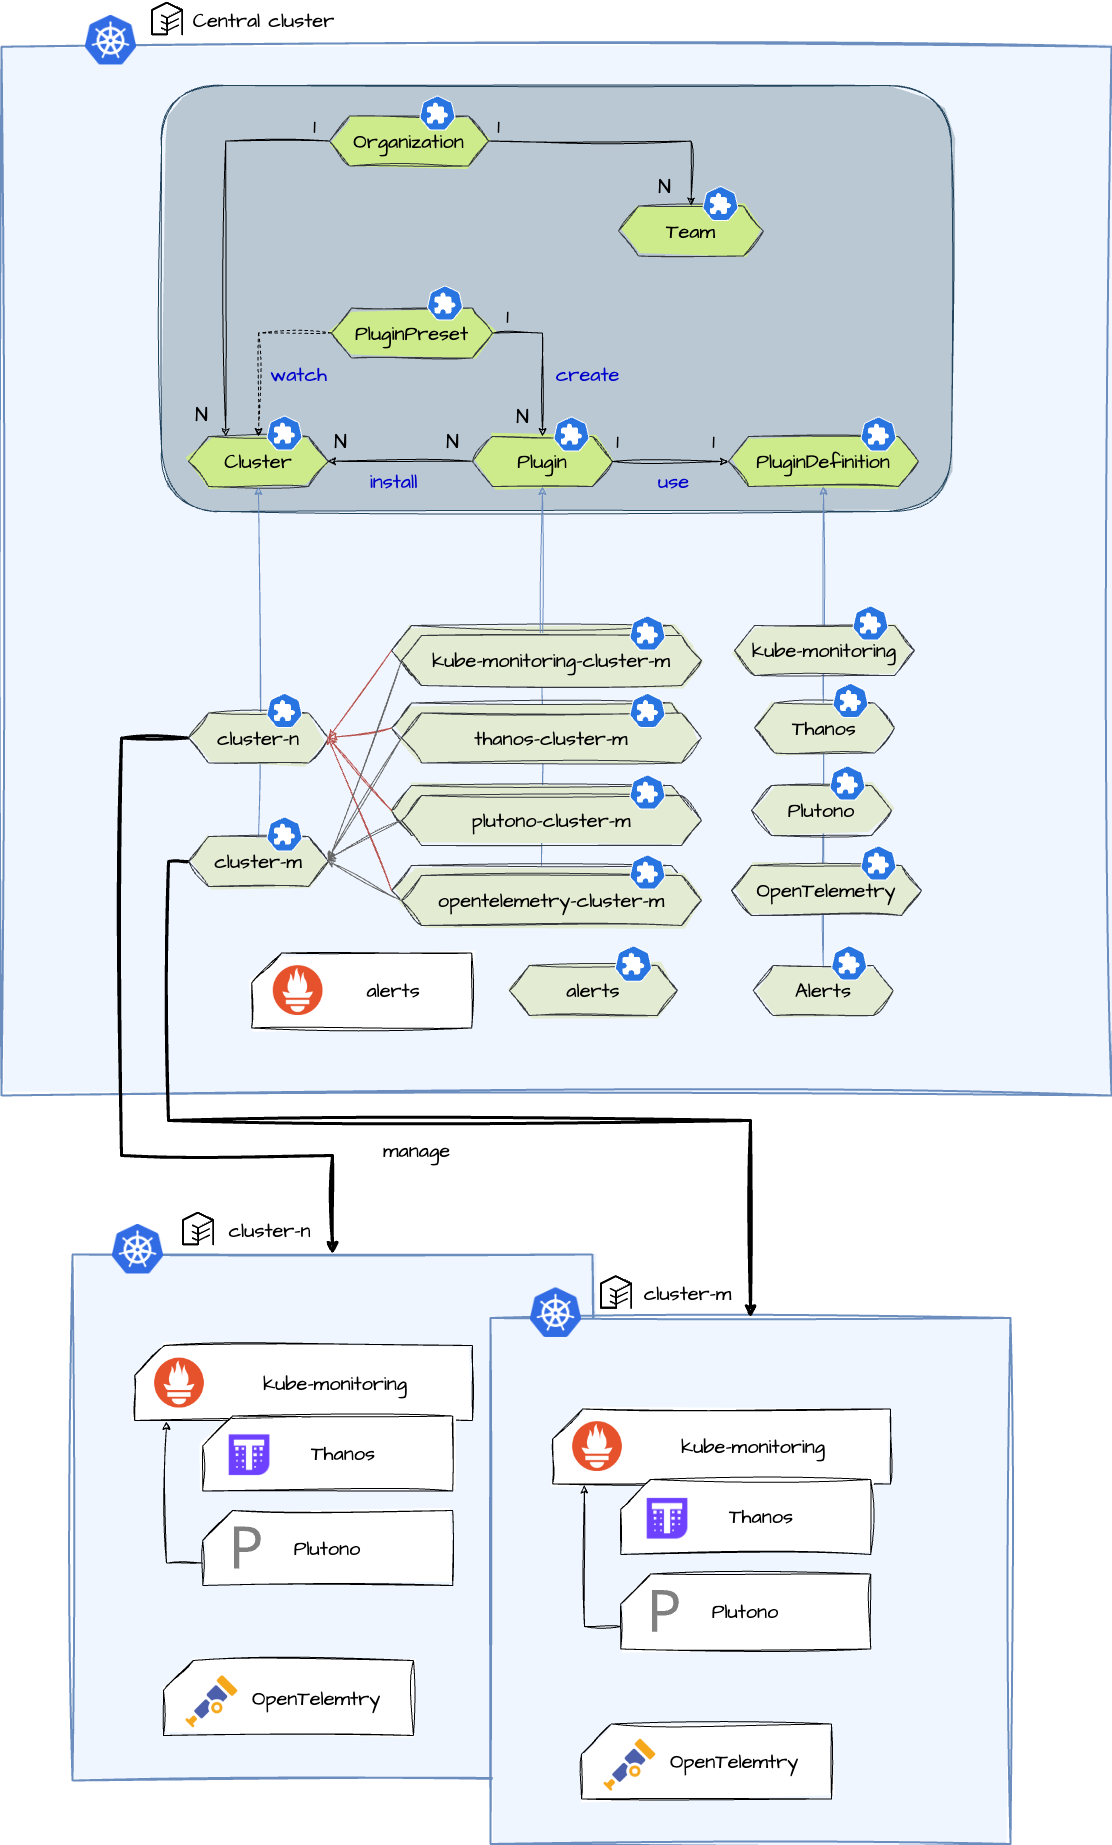 Central cluster
Organization
1
1
N
Team
PluginPreset
1
watch
create
N
N
Cluster
N
N
Plugin
1
1
PluginDefinition
install
use
kube-monitoring-cluster-m
kube-monitoring
cluster-n
thanos-cluster-m
Thanos
plutono-cluster-m
Plutono
cluster-m
opentelemetry-cluster-m
OpenTelemetry
alerts
alerts
Alerts
manage
cluster-n
cluster-m
kube-monitoring
Thanos
P
Plutono
OpenTelemtry
kube-monitoring
Thanos
P
Plutono
OpenTelemtry